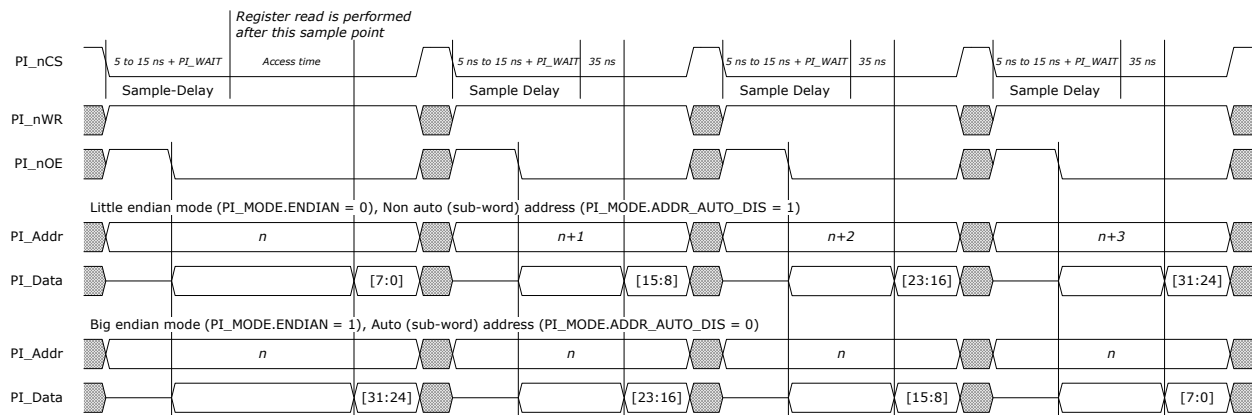 Register read is performed
after this sample point
PI_nCS
5 to 15 ns + PI_WAIT Access time 5 ns to 15 ns + PI_WAIT 35 ns 5 ns to 15 ns + PI_WAIT 35 ns 5 ns to 15 ns + PI_WAIT 35 ns
Sample-Delay Sample Delay Sample Delay Sample Delay
PI_nWR
PI_nOE
Little endian mode (PI_MODE.ENDIAN = 0), Non auto (sub-word) address (PI_MODE.ADDR_AUTO_DIS = 1)
PI_Addr n n+1 n+2 n+3
PI_Data [7:0] [15:8] [23:16] [31:24]
Big endian mode (PI_MODE.ENDIAN = 1), Auto (sub-word) address (PI_MODE.ADDR_AUTO_DIS = 0)
PI_Addr n n n n
PI_Data [31:24] [23:16] [15:8] [7:0]